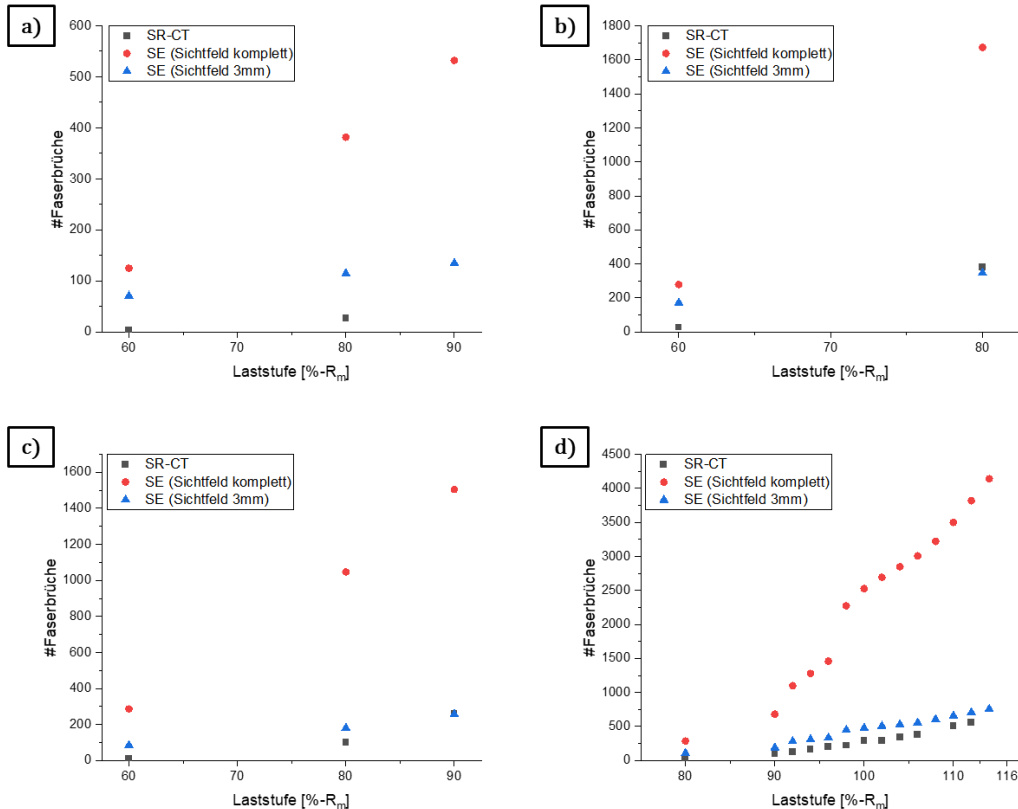 a)
600
500
400
300
200
100
0
#Faserbrüche
SR-CT
SE (Sichtfeld komplett)
SE (Sichtfeld 3mm)
60
70
80
90
Laststufe [%-Rm]
b)
1800
1600
1400
1200
1000
800
600
400
200
0
#Faserbrüche
SR-CT
SE (Sichtfeld komplett)
SE (Sichtfeld 3mm)
60
70
80
Laststufe [%-Rm]
c)
1600
1400
1200
1000
800
600
400
200
0
#Faserbrüche
SR-CT
SE (Sichtfeld komplett)
SE (Sichtfeld 3mm)
60
70
80
90
Laststufe [%-Rm]
d)
4500
4000
3500
3000
2500
2000
1500
1000
500
0
#Faserbrüche
SR-CT
SE (Sichtfeld komplett)
SE (Sichtfeld 3mm)
80
90
100
110
116
Laststufe [%-Rm]